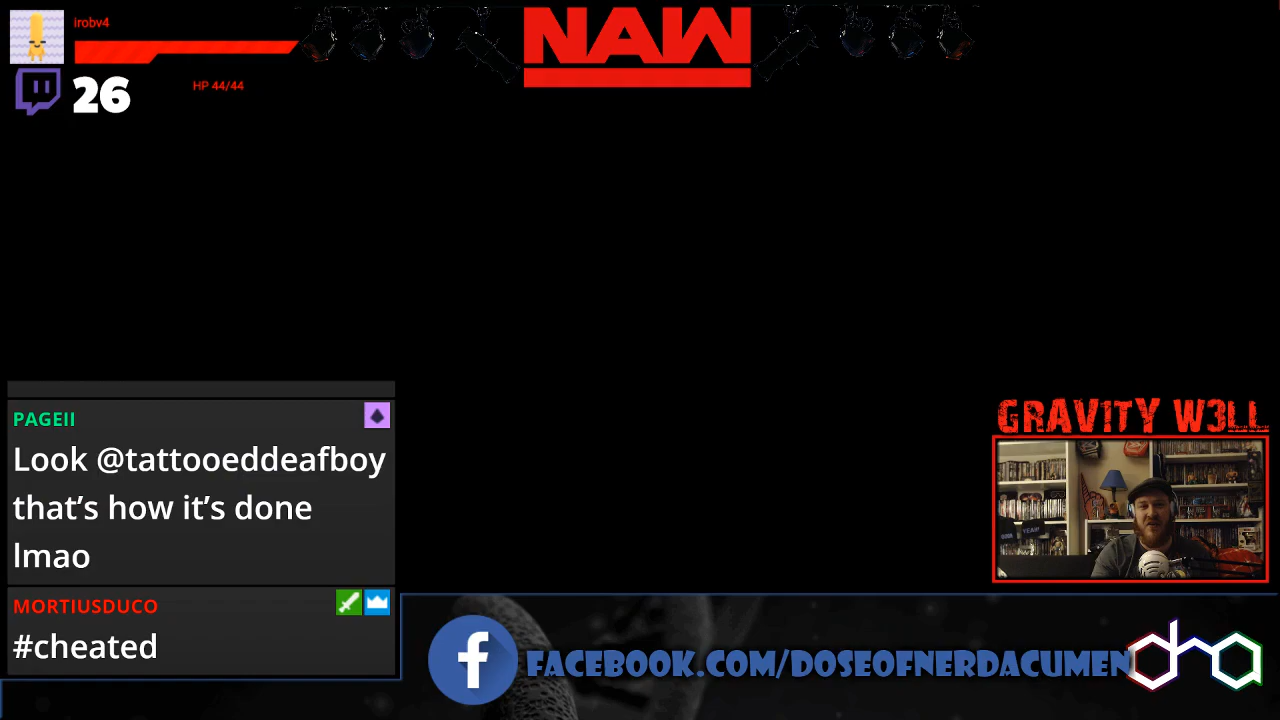 irobv4
NAW
26
HP 44/44
PAGEII
Look @tattooeddeafboy
that's how it's done
lmao
MORTIUSDUCO
#cheated
GRAV1TY W3LL
FACEBOOK.COM/DOSEOFNERDACUMEN
dna